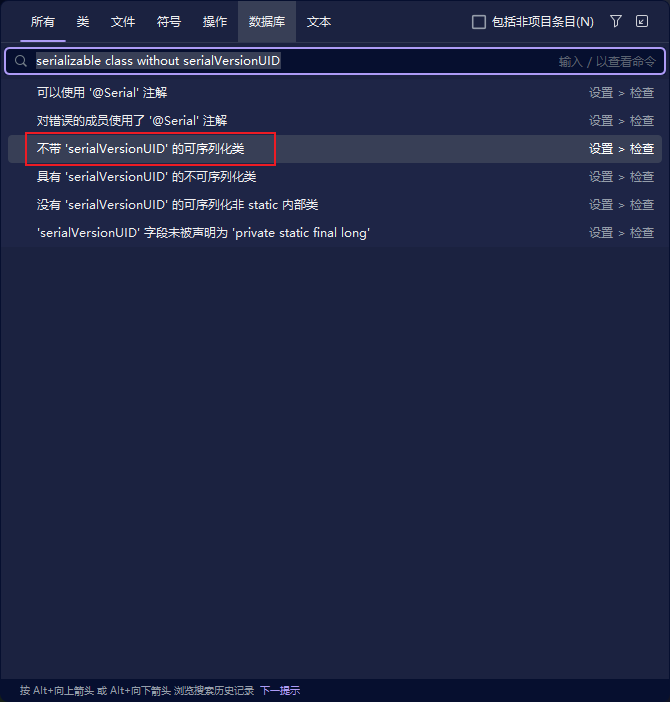 所有 类 文件 符号 操作 数据库 文本 包括非项目条目(N)
serializable class without serialVersionUID 输入 / 以查看命令
可以使用 '@Serial' 注解 设置 > 检查
对错误的成员使用了 '@Serial' 注解 设置 > 检查
不带 'serialVersionUID' 的可序列化类 设置 > 检查
具有 'serialVersionUID' 的不可序列化类 设置 > 检查
没有 'serialVersionUID' 的可序列化非 static 内部类 设置 > 检查
'serialVersionUID' 字段未被声明为 'private static final long' 设置 > 检查
按 Alt+向上箭头 或 Alt+向下箭头 浏览搜索历史记录 下一提示